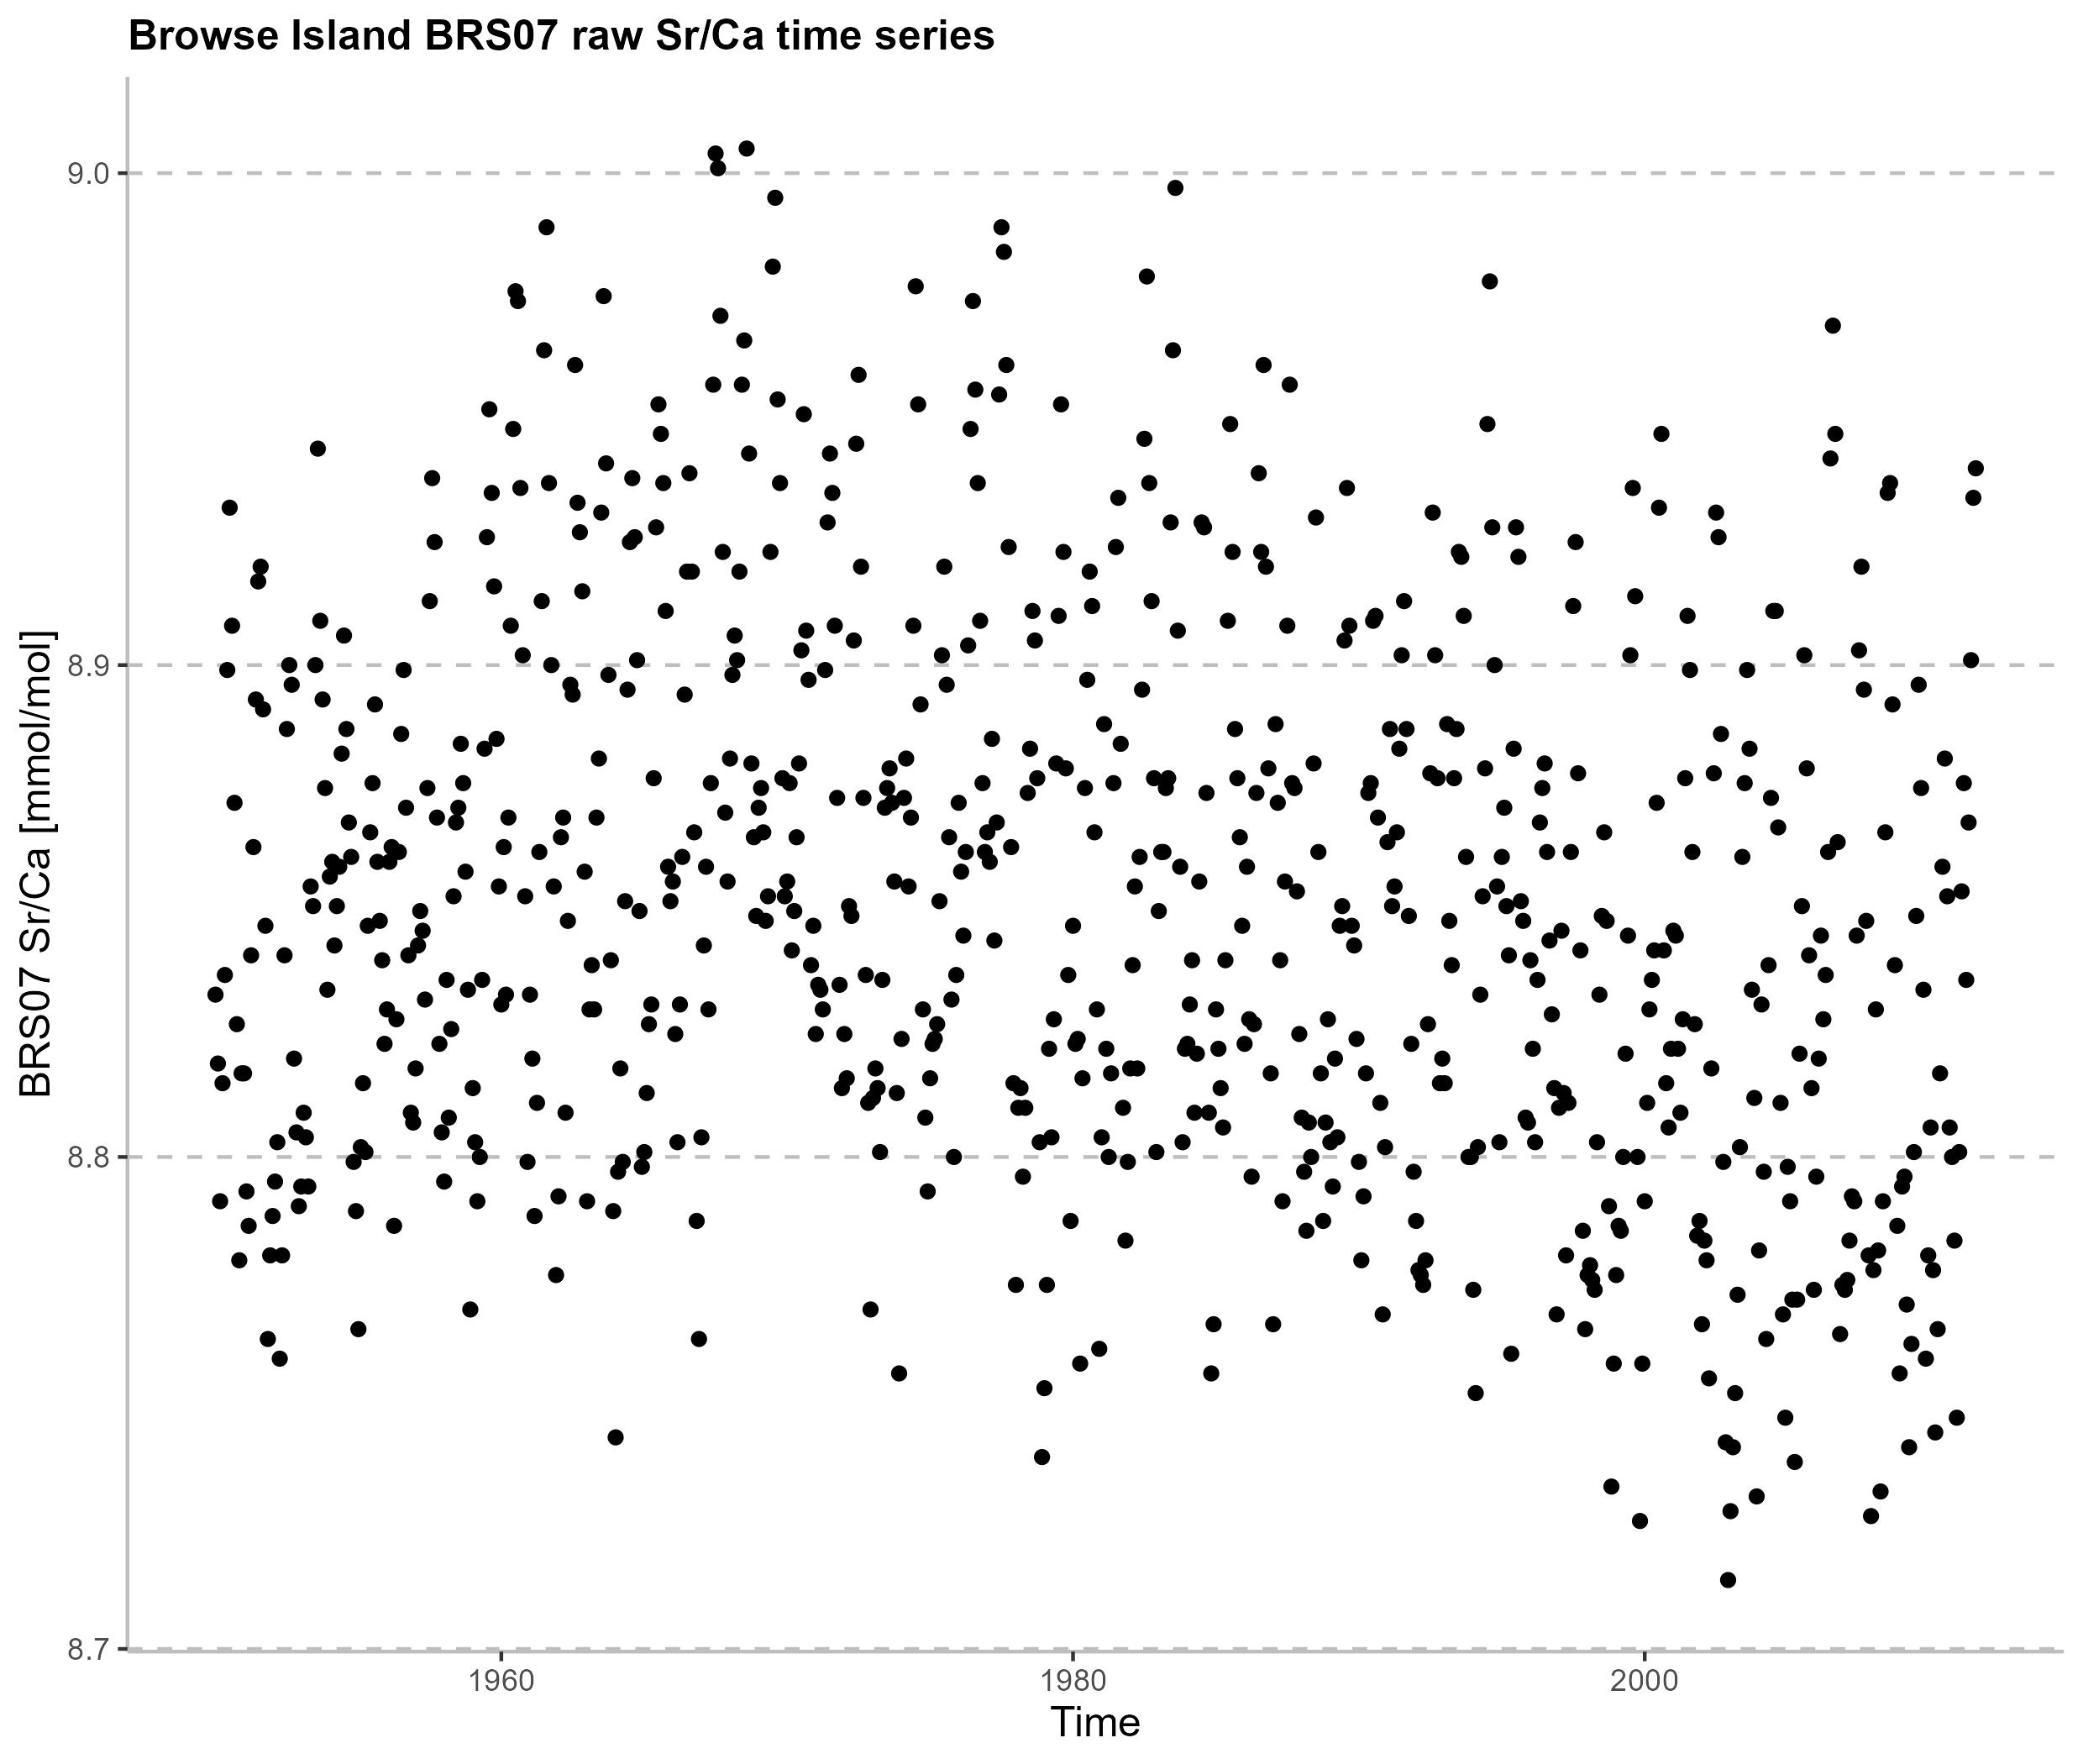 Browse Island BRS07 raw Sr/Ca time series
BRS07 Sr/Ca [mmol/mol]
9.0
8.9
8.8
8.7
1960 1980 2000
Time